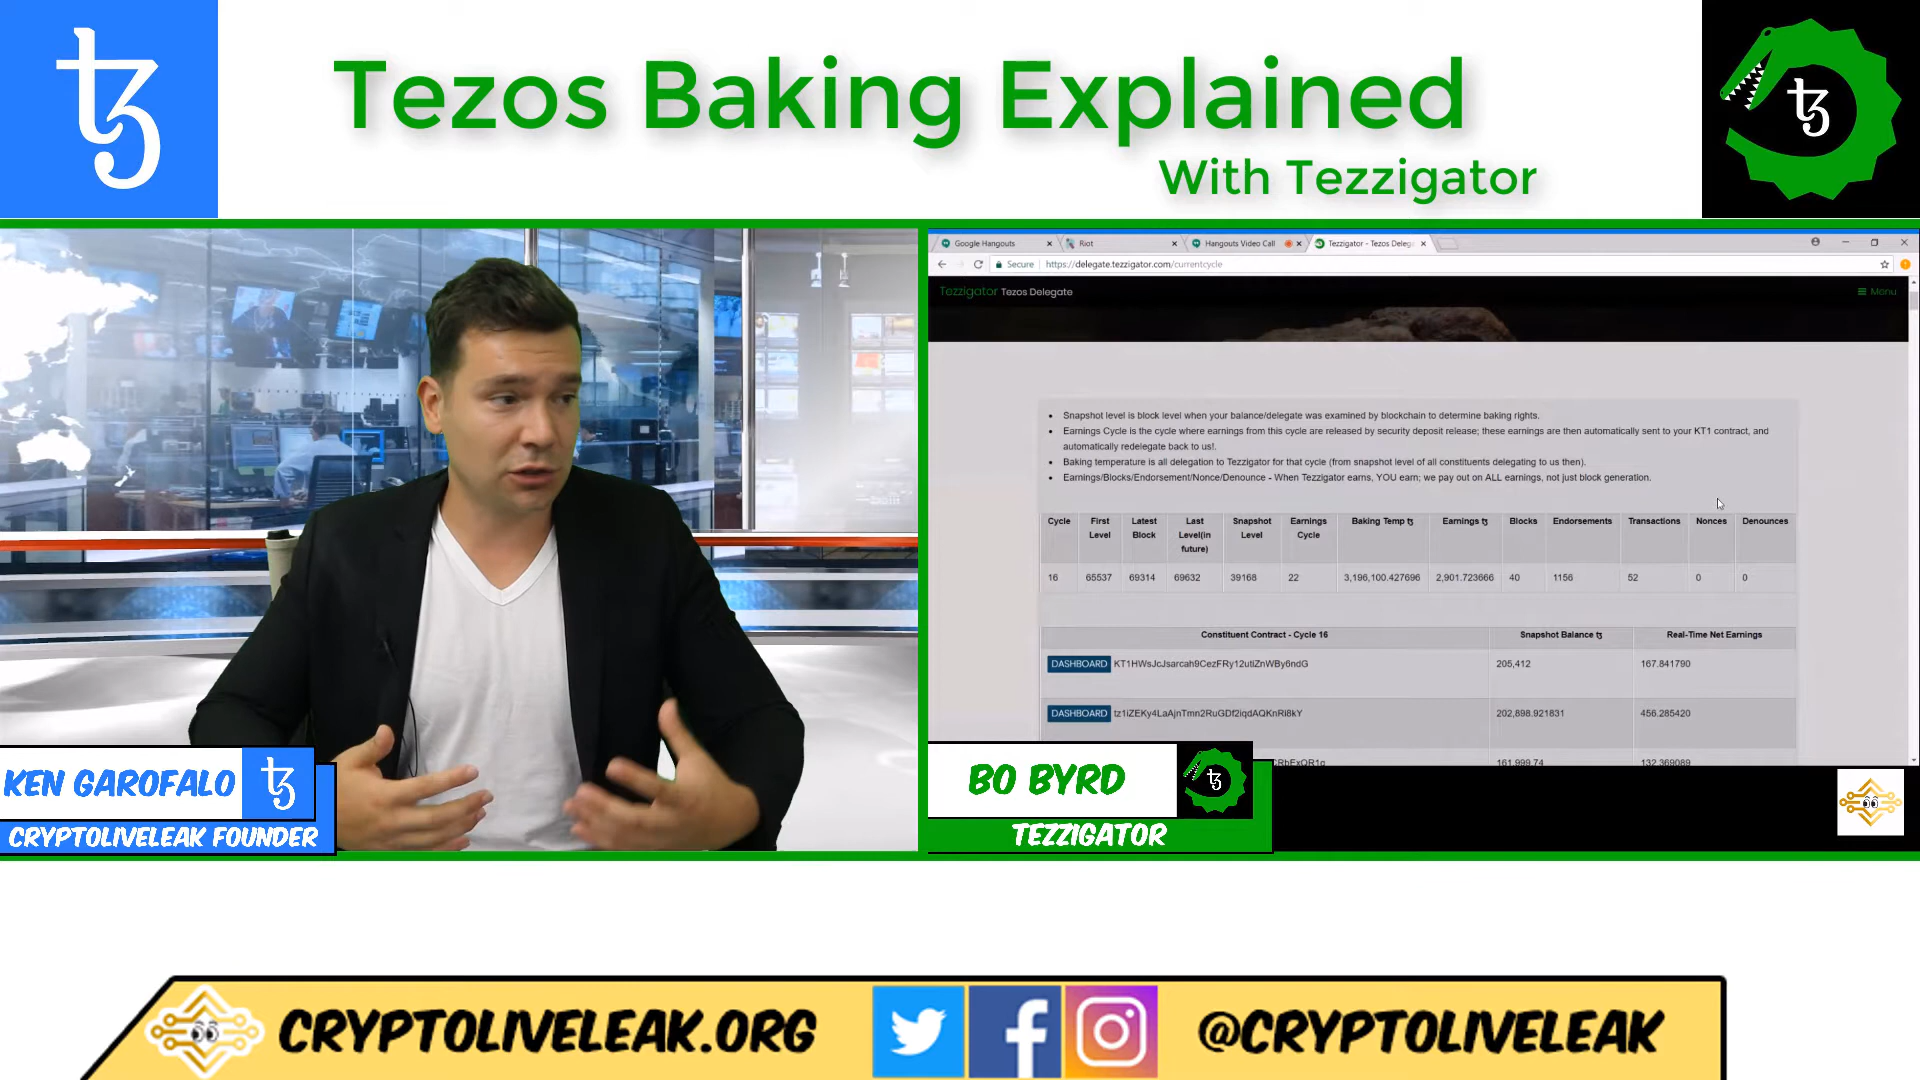 Tezos Baking Explained
With Tezzigator
Google Hangouts
Riot
Hangouts Video Call
Tezzigator - Tezos Deleg
Secure
https://delegate.tezzigator.com/currentcycle
Tezzigator Tezos Delegate
Menu
• Snapshot level is block level when your balance/delegate was examined by blockchain to determine baking rights.
• Earnings Cycle is the cycle where earnings from this cycle are released by security deposit release; these earnings are then automatically sent to your KT1 contract, and
automatically redelegate back to us!.
• Baking temperature is all delegation to Tezzigator for that cycle (from snapshot level of all constituents delegating to us then).
• Earnings/Blocks/Endorsement/Nonce/Denounce - When Tezzigator earns, YOU earn; we pay out on ALL earnings, not just block generation.
Cycle First Level Latest Block Last Level(in future) Snapshot Level Earnings Cycle Baking Temp ꜩ Earnings ꜩ Blocks Endorsements Transactions Nonces Denounces
16 65537 69314 69632 39168 22 3,196,100.427696 2,901.723666 40 1156 52 0 0
Constituent Contract - Cycle 16 Snapshot Balance ꜩ Real-Time Net Earnings
DASHBOARD KT1HWsJcJsarcah9CezFRy12utiZnWBy6ndG 205,412 167.841790
DASHBOARD tz1iZEKy4LaAjnTmn2RuGDf2iqdAQKnRi8kY 202,898.921831 456.285420
161,999.74 132.369089
KEN GAROFALO
CRYPTOLIVELEAK FOUNDER
BO BYRD
TEZZIGATOR
CRYPTOLIVELEAK.ORG
@CRYPTOLIVELEAK